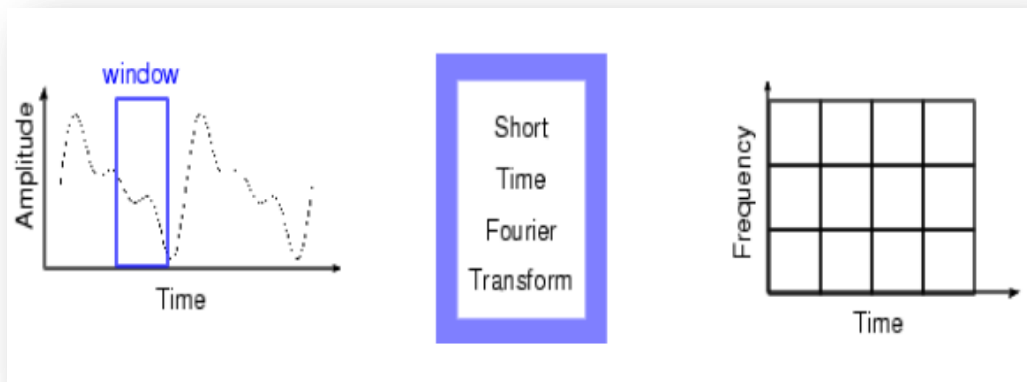 window
Amplitude
Time
Short
Time
Fourier
Transform
Frequency
Time